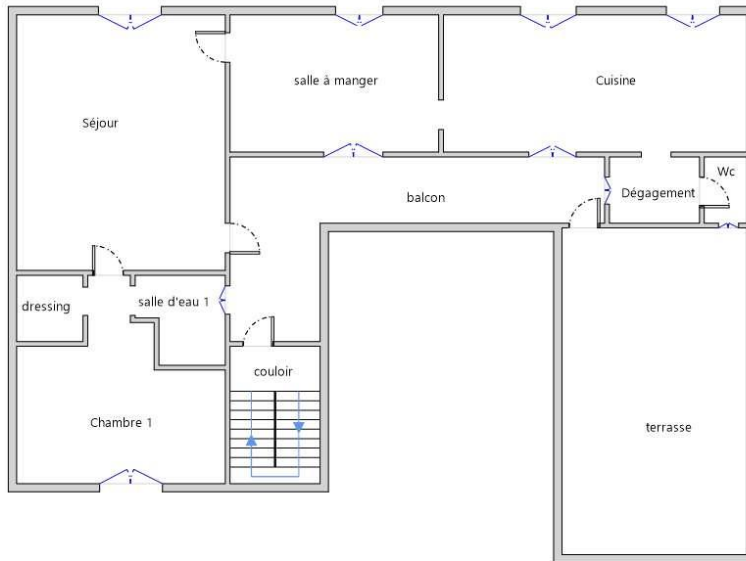 salle à manger
Cuisine
Séjour
Wc
Dégagement
balcon
dressing
salle d'eau 1
couloir
Chambre 1
terrasse